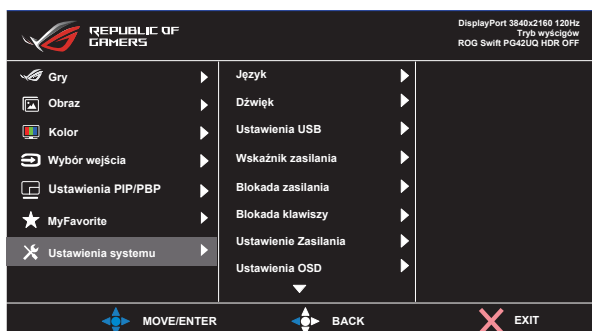 REPUBLIC OF
GAMERS
DisplayPort 3840x2160 120Hz
Tryb wyścigów
ROG Swift PG42UQ HDR OFF
Gry
Obraz
Kolor
Wybór wejścia
Ustawienia PIP/PBP
MyFavorite
Ustawienia systemu
Język
Dźwięk
Ustawienia USB
Wskaźnik zasilania
Blokada zasilania
Blokada klawiszy
Ustawienie Zasilania
Ustawienia OSD
MOVE/ENTER
BACK
EXIT